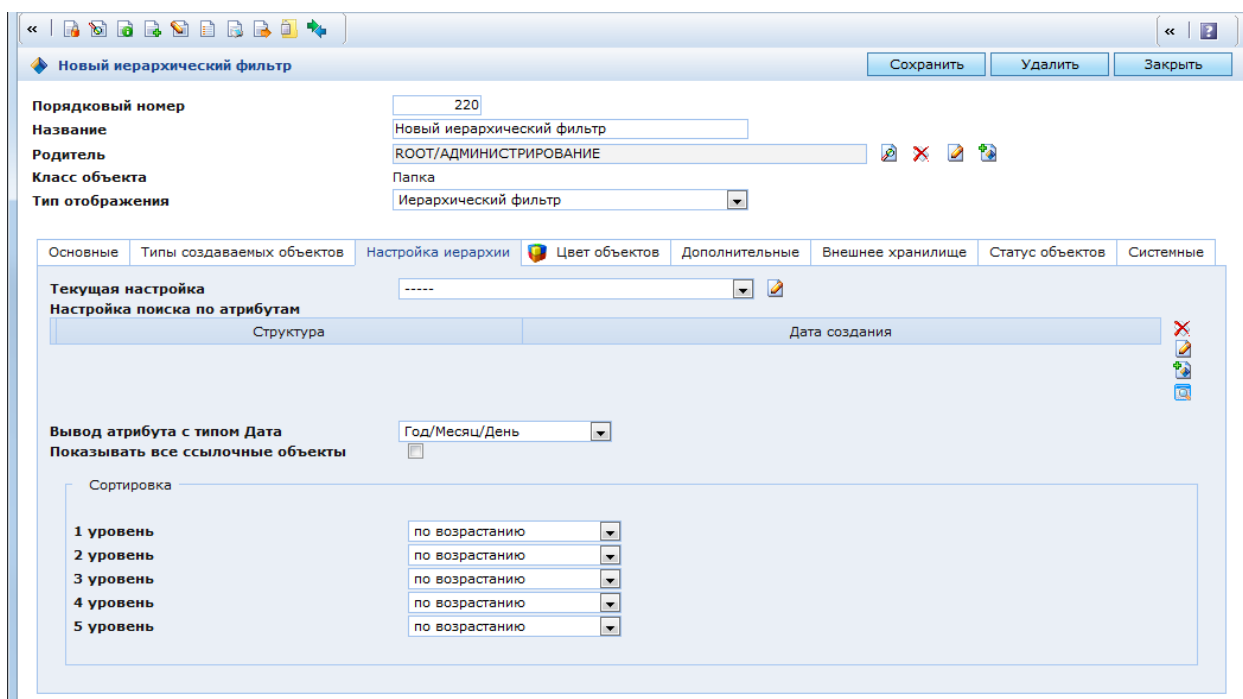 «
«
?
Новый иерархический фильтр Сохранить Удалить Закрыть
Порядковый номер 220
Название Новый иерархический фильтр
Родитель ROOT/АДМИНИСТРИРОВАНИЕ
Класс объекта Папка
Тип отображения Иерархический фильтр
Основные Типы создаваемых объектов Настройка иерархии Цвет объектов Дополнительные Внешнее хранилище Статус объектов Системные
Текущая настройка -----
Настройка поиска по атрибутам
Структура Дата создания
Вывод атрибута с типом Дата Год/Месяц/День
Показывать все ссылочные объекты
Сортировка
1 уровень по возрастанию
2 уровень по возрастанию
3 уровень по возрастанию
4 уровень по возрастанию
5 уровень по возрастанию